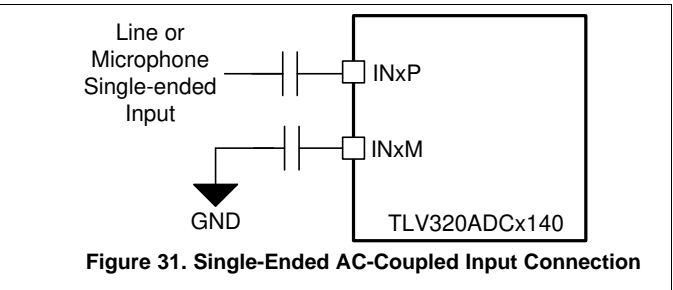 Line or
Microphone
Single-ended
Input
INxP
INxM
GND
TLV320ADCx140
Figure 31. Single-Ended AC-Coupled Input Connection